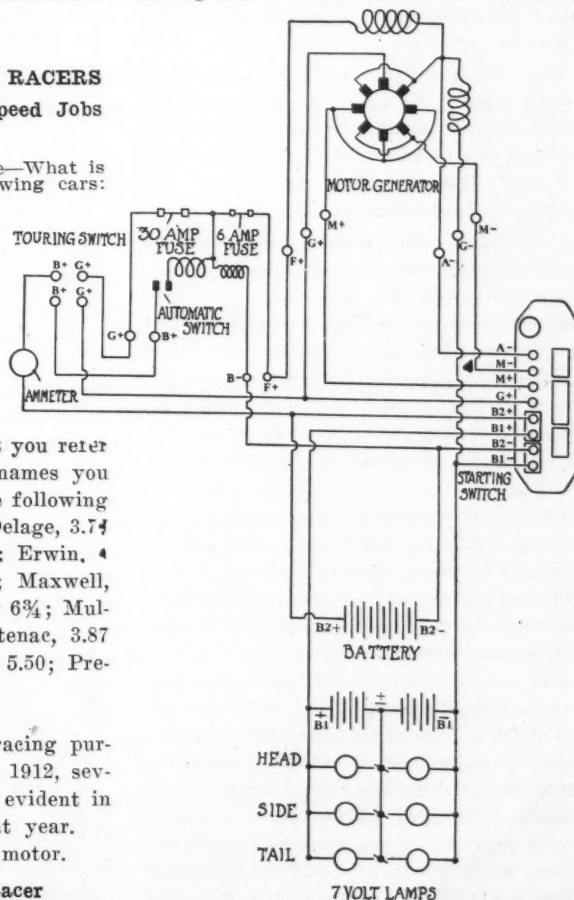 RACERS
peed Jobs
e—What is
wing cars:
MOTOR GENERATOR
30 AMP
FUSE
6 AMP
FUSE
TOURING SWITCH
B+ G+
B+ G+
AUTOMATIC
SWITCH
G+ B+
B- F+
F+ G+ M+
A- G- M-
AMMETER
A-
M-
M+
G+
B2+
B1+
B2-
B1-
STARTING
SWITCH
s you refer
names you
e following
Delage, 3.74
; Erwin,
; Maxwell,
6¾; Mul-
tenac, 3.87
5.50; Pre-
B2+ B2-
BATTERY
+ B1 ± - B1
racing pur-
1912, sev-
evident in
t year.
motor.
acer
HEAD
SIDE
TAIL
7 VOLT LAMPS